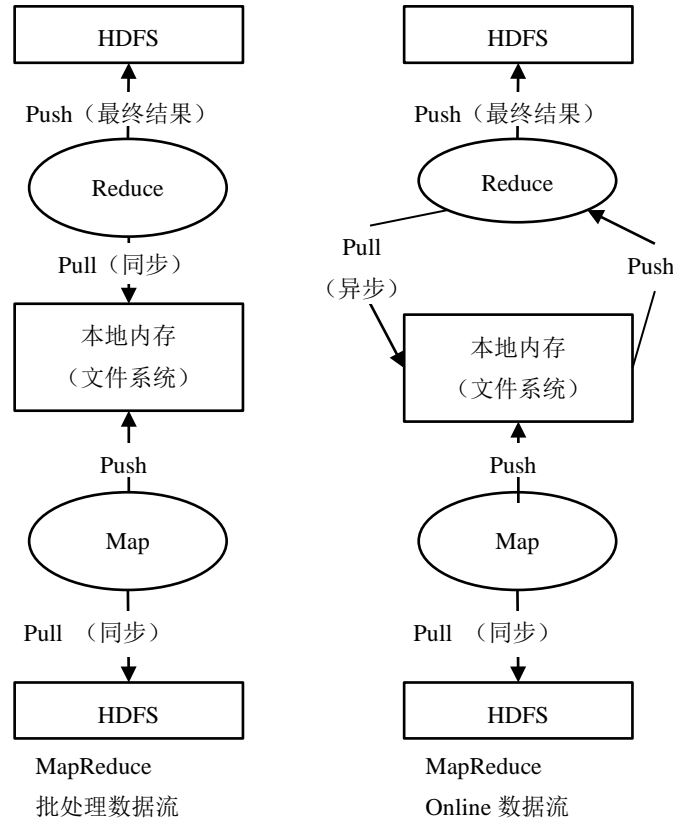 HDFS
Push（最终结果）
Reduce
Pull（同步）
本地内存
（文件系统）
Push
Map
Pull （同步）
HDFS
MapReduce
批处理数据流
HDFS
Push（最终结果）
Reduce
Pull
（异步）
Push
本地内存
（文件系统）
Push
Map
Pull （同步）
HDFS
MapReduce
Online 数据流